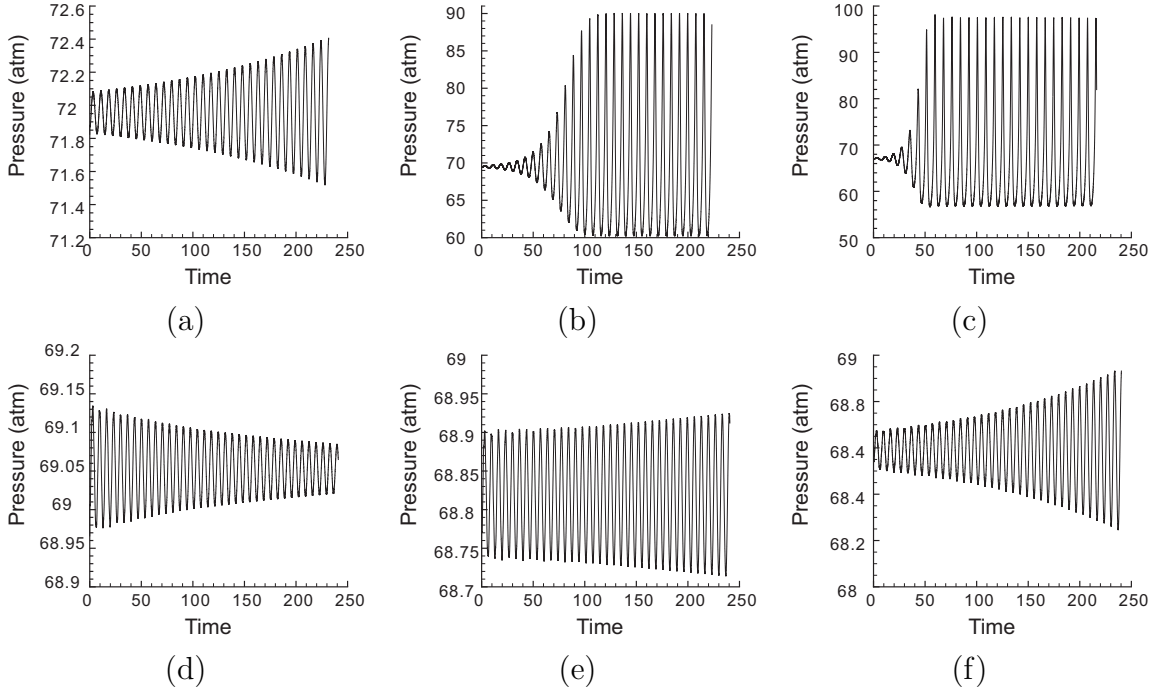 72.6
72.4
72.2
72
71.8
71.6
71.4
71.2
Pressure (atm)
0 50 100 150 200 250
Time
(a)
90
85
80
75
70
65
60
Pressure (atm)
0 50 100 150 200 250
Time
(b)
100
90
80
70
60
50
Pressure (atm)
0 50 100 150 200 250
Time
(c)
69.2
69.15
69.1
69.05
69
68.95
68.9
Pressure (atm)
0 50 100 150 200 250
Time
(d)
69
68.95
68.9
68.85
68.8
68.75
68.7
Pressure (atm)
0 50 100 150 200 250
Time
(e)
69
68.8
68.4
68.4
68.2
68
Pressure (atm)
0 50 100 150 200 250
Time
(f)